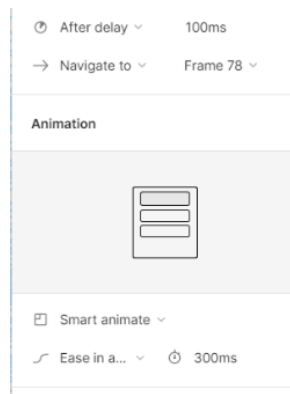 After delay 100ms
Navigate to Frame 78
Animation
Smart animate
Ease in a... 300ms